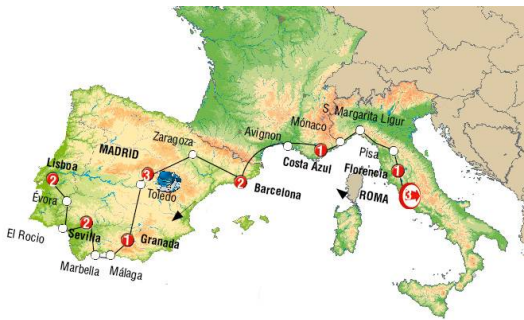 S. Margarita Ligur
Mónaco
Avignon
Zaragoza
Pisa
1
Costa Azul
MADRID
Lisboa
3
Florencia
1
2
2
Barcelona
Toledo
ROMA
Évora
2
Sevilla
El Rocio
1
Granada
Marbella
Málaga